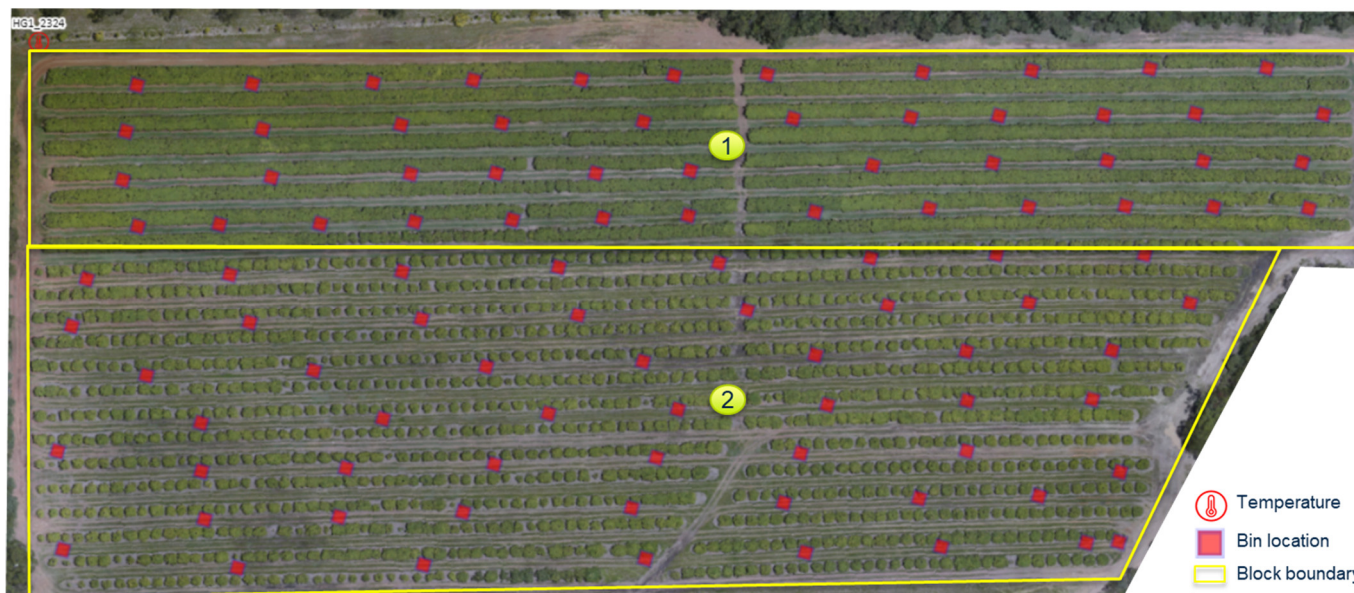 HG1_2324
1
2
Temperature
Bin location
Block boundary